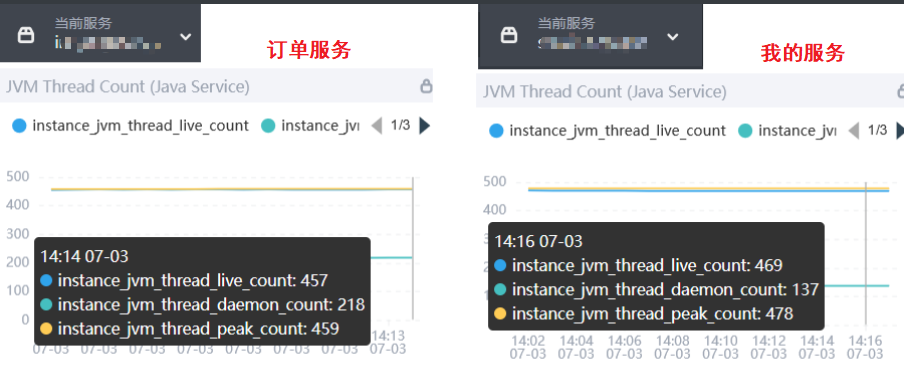 当前服务
订单服务
JVM Thread Count (Java Service)
instance_jvm_thread_live_count
instance_jv
1/3
500
400
300
200
100
0
14:14 07-03
instance_jvm_thread_live_count: 457
instance_jvm_thread_daemon_count: 218
instance_jvm_thread_peak_count: 459
14:13
07-03 07-03 07-03 07-03 07-03 07-03 07-03 07-03
当前服务
我的服务
JVM Thread Count (Java Service)
instance_jvm_thread_live_count
instance_jv
1/3
500
400
14:16 07-03
instance_jvm_thread_live_count: 469
instance_jvm_thread_daemon_count: 137
instance_jvm_thread_peak_count: 478
14:02 14:04 14:06 14:08 14:10 14:12 14:14 14:16
07-03 07-03 07-03 07-03 07-03 07-03 07-03 07-03